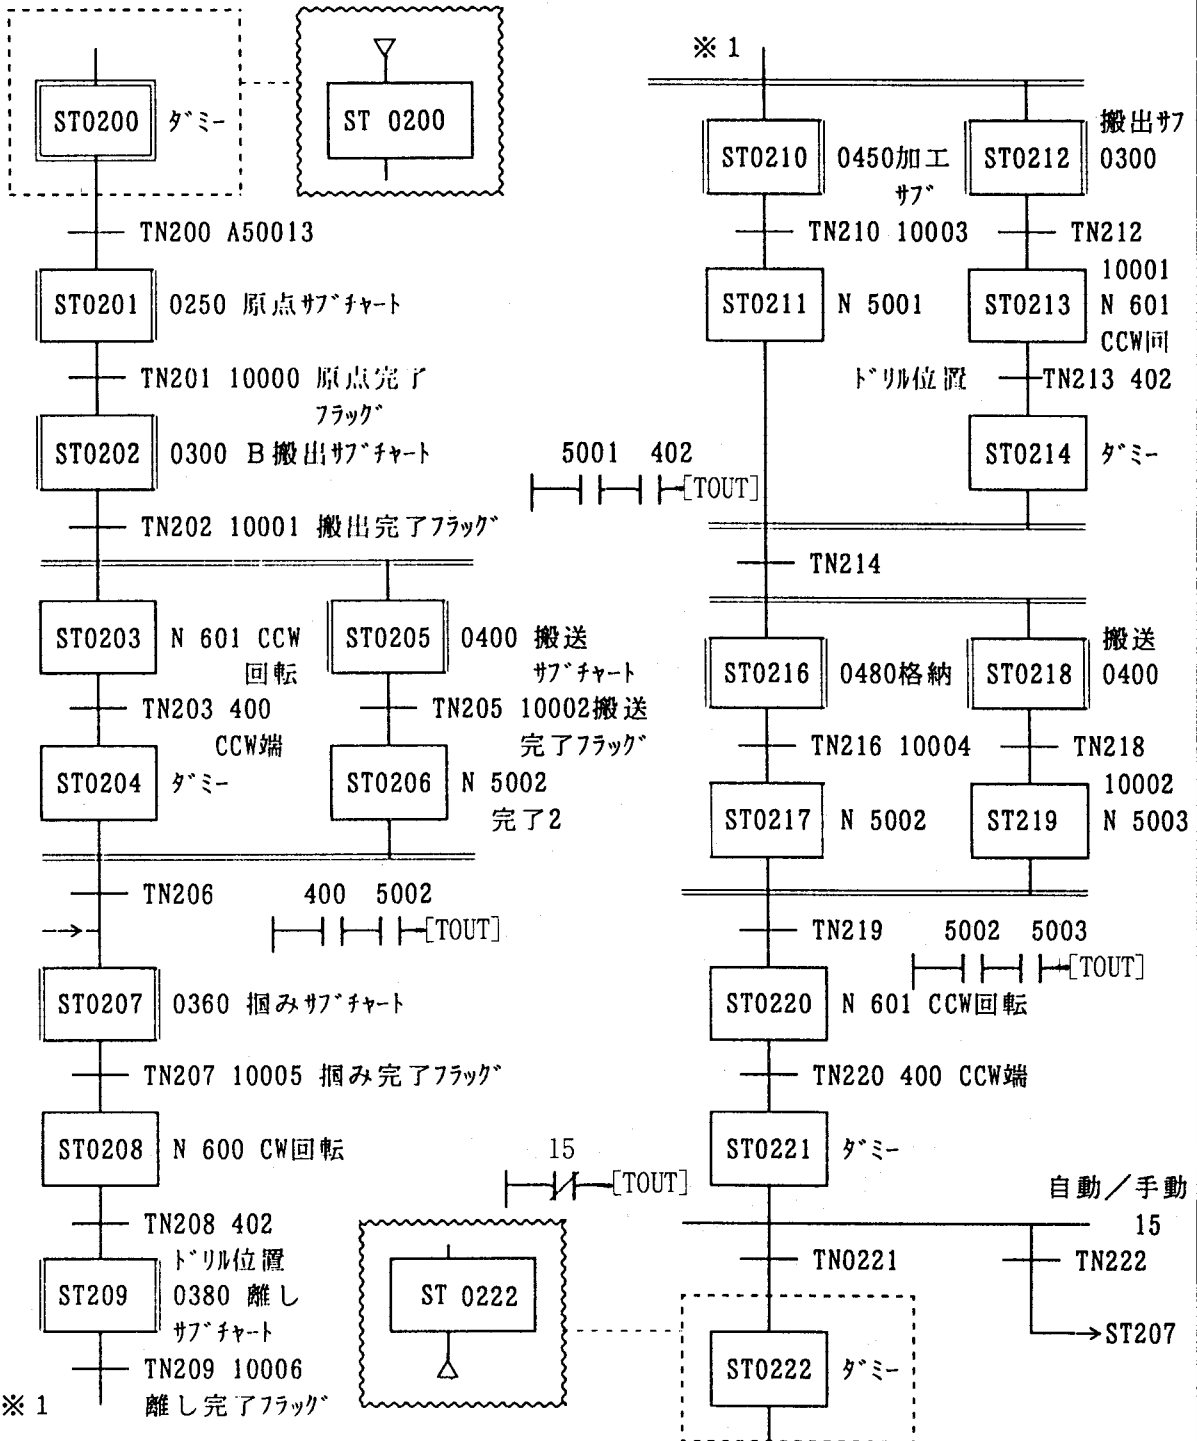 ST0200 ダミー
ST 0200
TN200 A50013
ST0201 0250 原点サブチャート
TN201 10000 原点完了
フラッグ
ST0202 0300 B搬出サブチャート
TN202 10001 搬出完了フラッグ
ST0203 N 601 CCW
回転
ST0205 0400 搬送
サブチャート
TN203 400
CCW端
TN205 10002搬送
完了フラッグ
ST0204 ダミー
ST0206 N 5002
完了2
TN206
400 5002
[TOUT]
ST0207 0360 掴みサブチャート
TN207 10005 掴み完了フラッグ
ST0208 N 600 CW回転
TN208 402
ドリル位置
ST209 0380 離し
サブチャート
TN209 10006
離し完了フラッグ
※1
※1
ST0210 0450加工
サブ
ST0212 搬出サフ
0300
TN210 10003
TN212
10001
ST0211 N 5001
ST0213 N 601
CCW回
ドリル位置 TN213 402
ST0214 ダミー
5001 402
[TOUT]
TN214
ST0216 0480格納
ST0218 搬送
0400
TN216 10004
TN218
10002
ST0217 N 5002
ST219 N 5003
TN219
5002 5003
[TOUT]
ST0220 N 601 CCW回転
TN220 400 CCW端
ST0221 ダミー
15
[TOUT]
自動/手動
15
TN0221
TN222
ST 0222
ST207
ST0222 ダミー